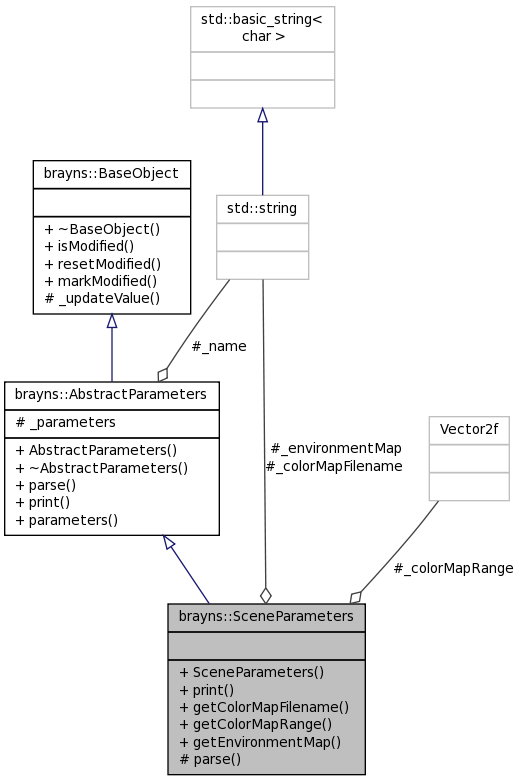 std::basic_string<
char >
brayns::BaseObject
+ ~BaseObject()
+ isModified()
+ resetModified()
+ markModified()
# _updateValue()
std::string
#_name
brayns::AbstractParameters
# _parameters
+ AbstractParameters()
+ ~AbstractParameters()
+ parse()
+ print()
+ parameters()
#_environmentMap
#_colorMapFilename
Vector2f
#_colorMapRange
brayns::SceneParameters
+ SceneParameters()
+ print()
+ getColorMapFilename()
+ getColorMapRange()
+ getEnvironmentMap()
# parse()